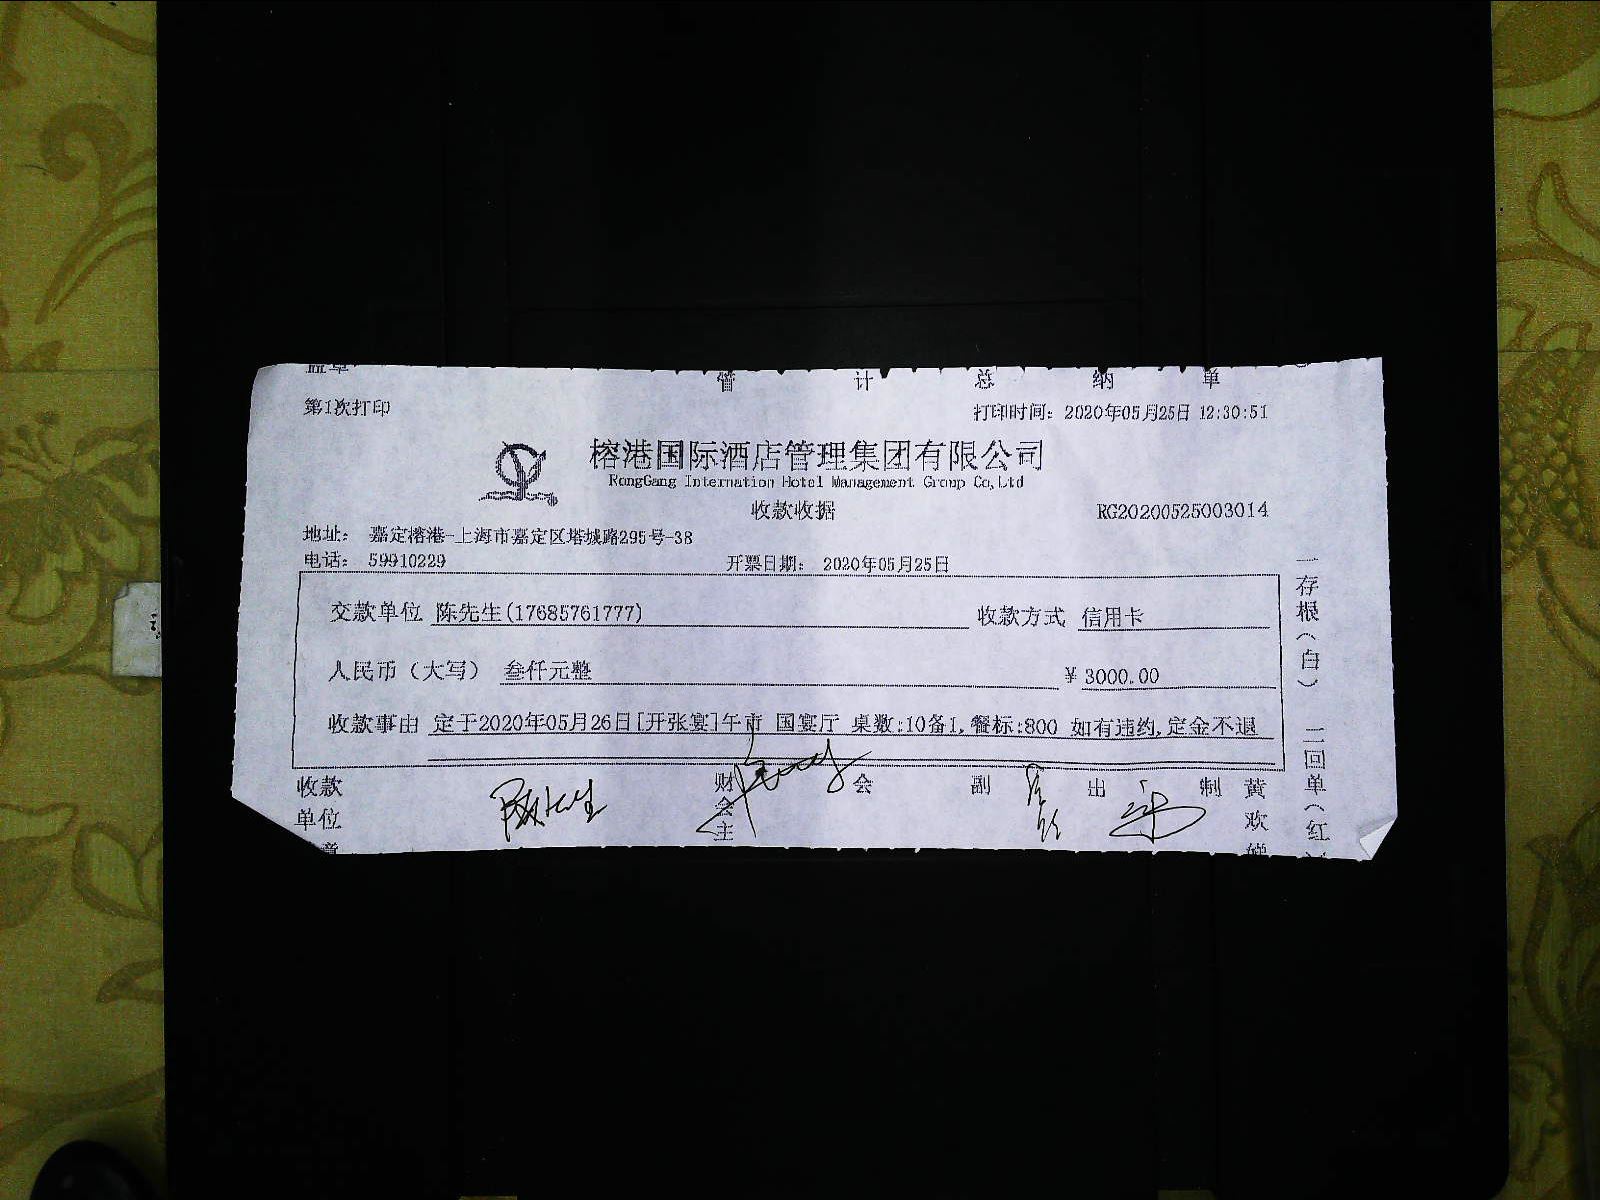 盖章 管 计 总 纳 单
第1次打印 打印时间：2020年05月25日 12:30:51
榕港国际酒店管理集团有限公司
RongGang Internation Hotel Management Group Co,Ltd
收款收据 RG20200525003014
地址： 嘉定榕港-上海市嘉定区塔城路295号-38
电话： 59910229 开票日期： 2020年05月25日
交款单位 陈先生(17685761777) 收款方式 信用卡
人民币（大写） 叁仟元整 ￥3000.00
收款事由 定于2020年05月26日[开张宴]午市 国宴厅 桌数:10备1,餐标:800 如有违约,定金不退
收款 财 会 副 出 制 黄
单位 会 欢
章 主
一存根（白） 二回单（红）